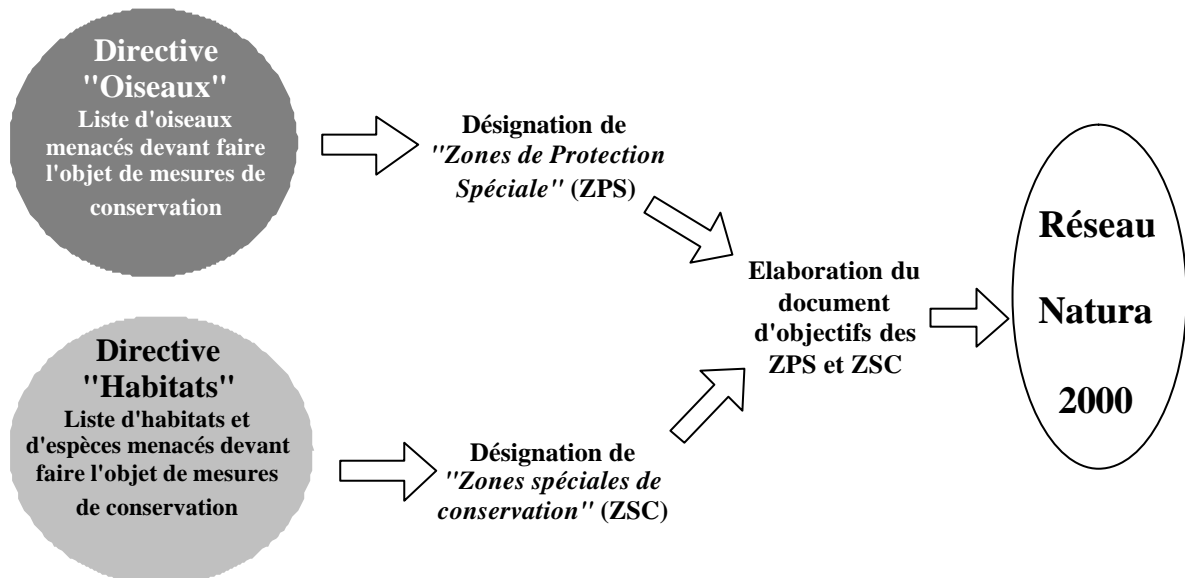 Directive
"Oiseaux"
Liste d'oiseaux
menacés devant faire
l'objet de mesures de
conservation
Désignation de
"Zones de Protection
Spéciale" (ZPS)
Directive
"Habitats"
Liste d'habitats et
d'espèces menacés devant
faire l'objet de mesures
de conservation
Désignation de
"Zones spéciales de
conservation" (ZSC)
Elaboration du
document
d'objectifs des
ZPS et ZSC
Réseau
Natura
2000